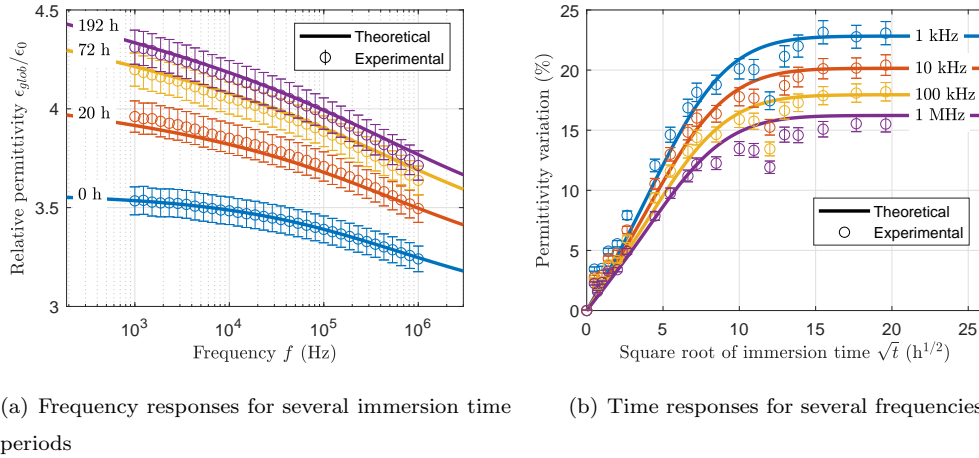 4.5
4
3.5
3
192 h
72 h
20 h
0 h
Theoretical
Experimental
Relative permittivity ϵ_glob/ϵ_0
10^3
10^4
10^5
10^6
Frequency f (Hz)
25
20
15
10
5
0
1 kHz
10 kHz
100 kHz
1 MHz
Theoretical
Experimental
Permittivity variation (%)
0
5
10
15
20
25
Square root of immersion time √t (h^1/2)
(a) Frequency responses for several immersion time
periods
(b) Time responses for several frequencies